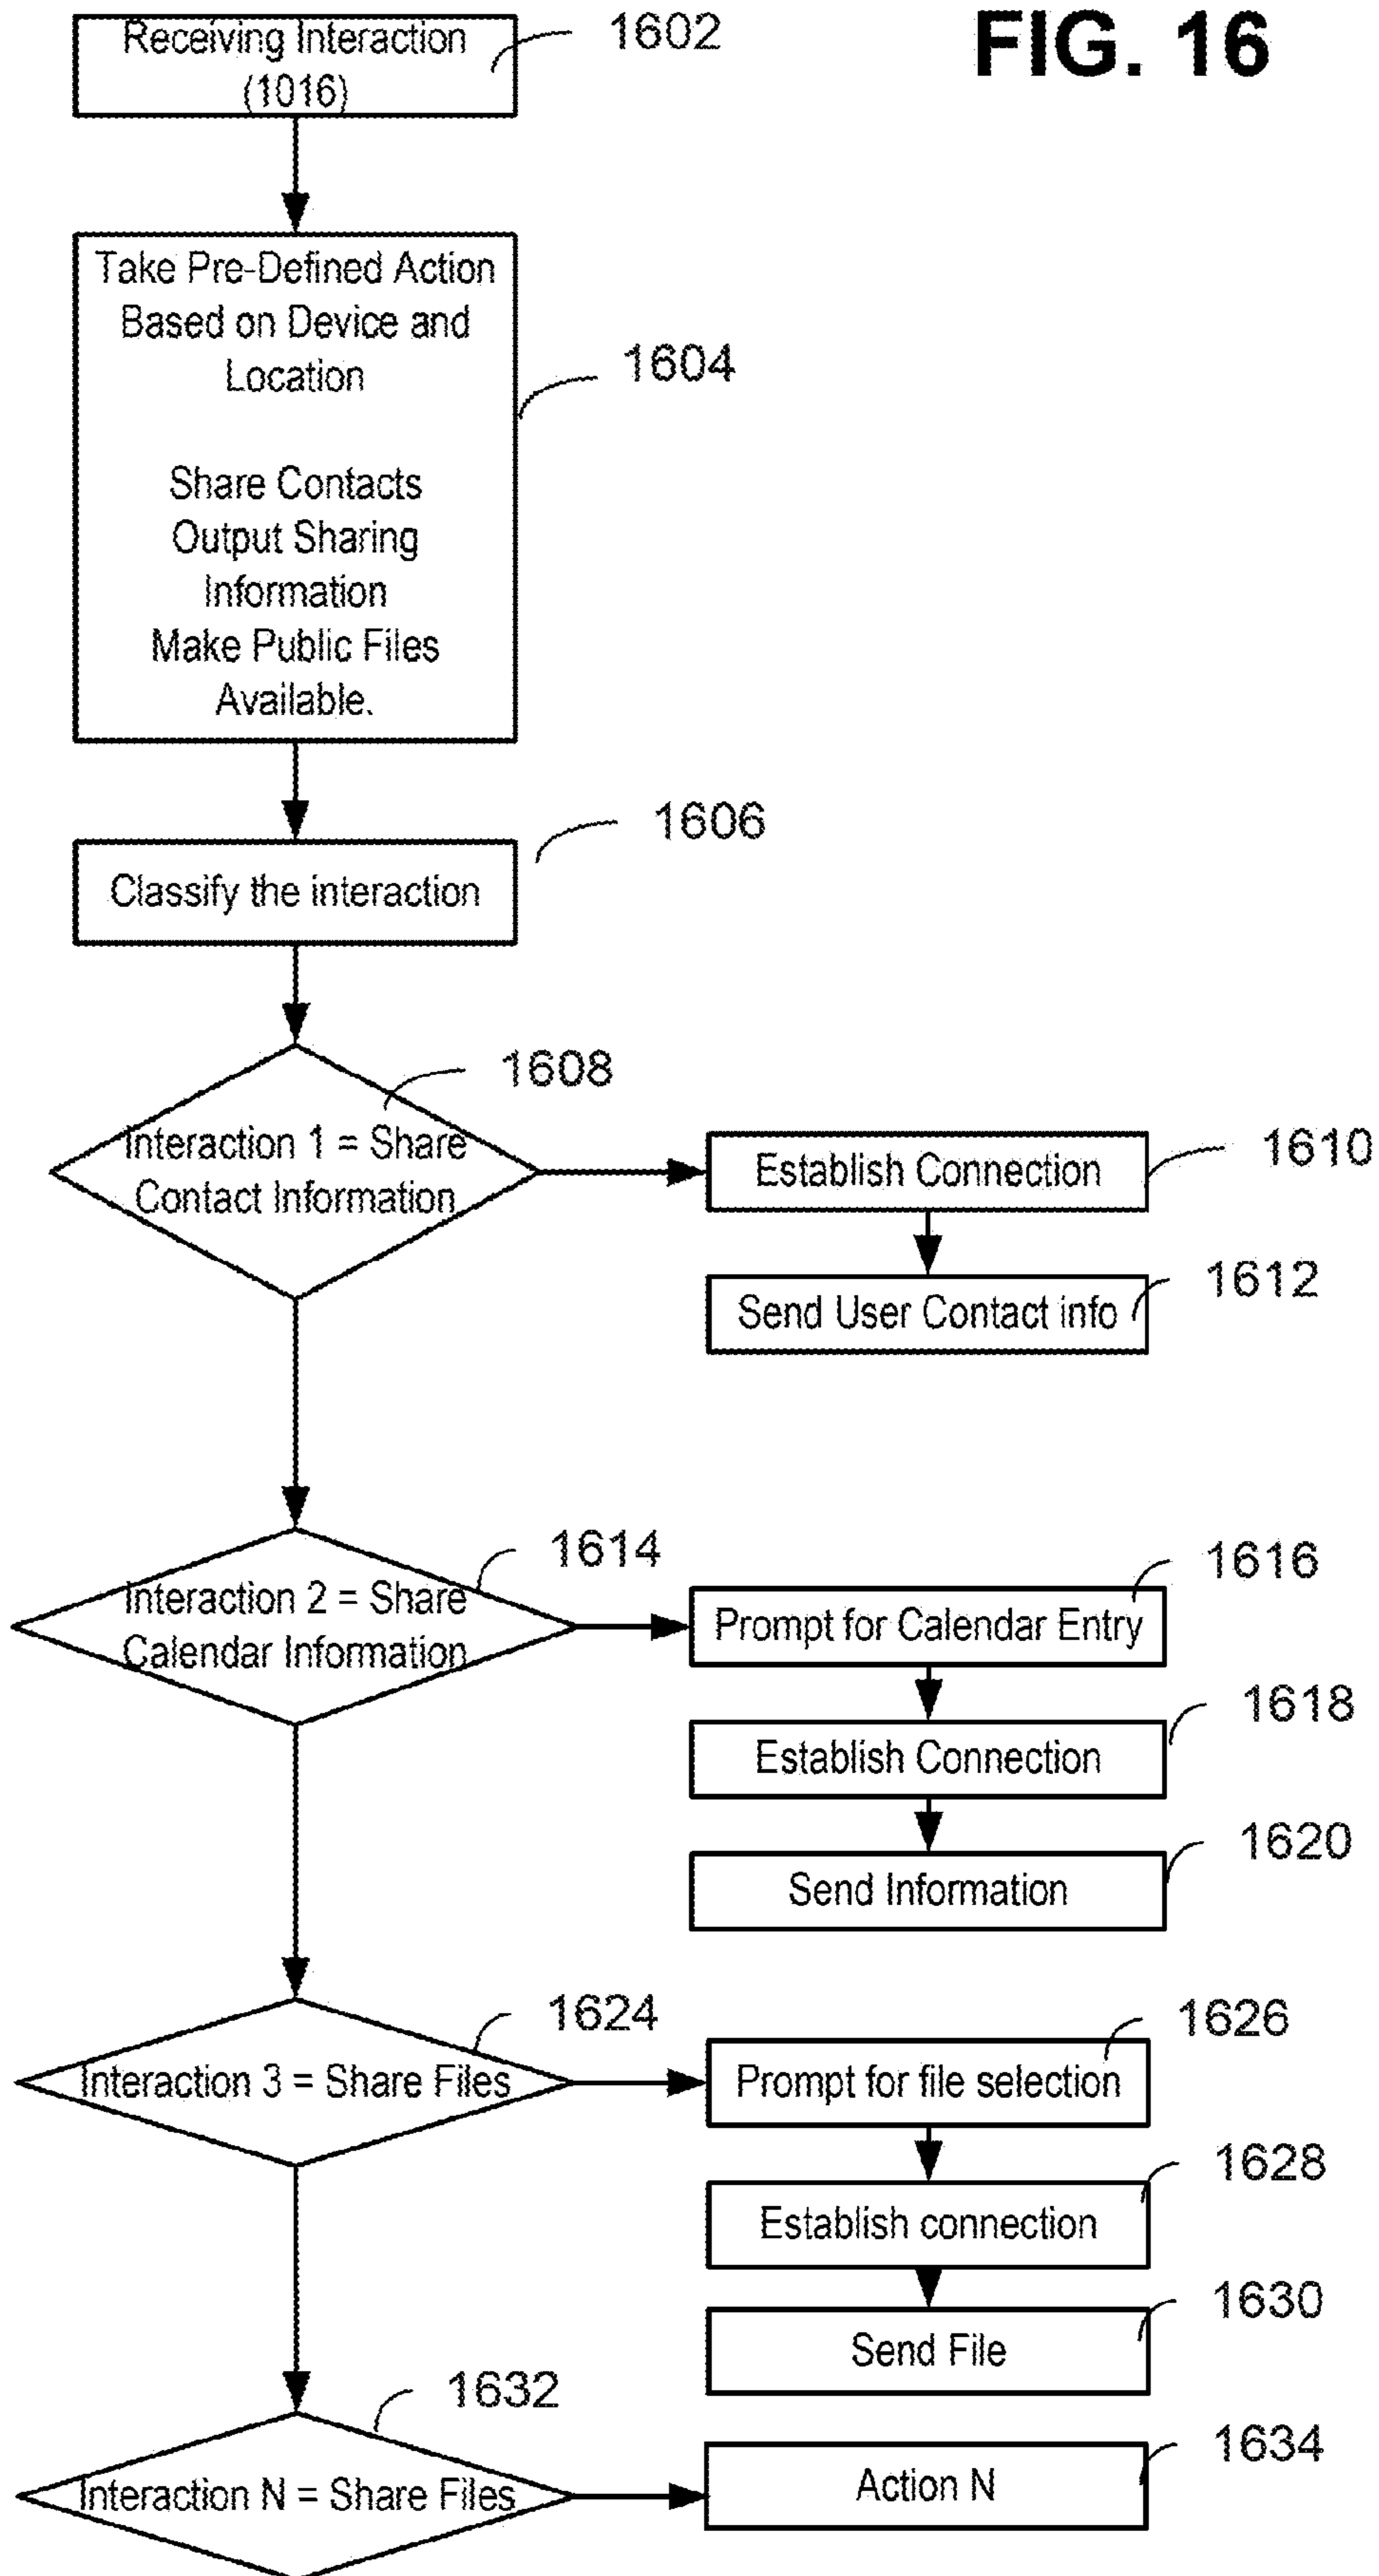 FIG. 16
Receiving Interaction
(1016)
1602
Take Pre-Defined Action
Based on Device and
Location
Share Contacts
Output Sharing
Information
Make Public Files
Available.
1604
1606
Classify the interaction
1608
Interaction 1 = Share
Contact Information
Establish Connection
1610
Send User Contact info
1612
1614
Interaction 2 = Share
Calendar Information
1616
Prompt for Calendar Entry
1618
Establish Connection
1620
Send Information
1624
Interaction 3 = Share Files
1626
Prompt for file selection
1628
Establish connection
1630
Send File
1632
Interaction N = Share Files
1634
Action N